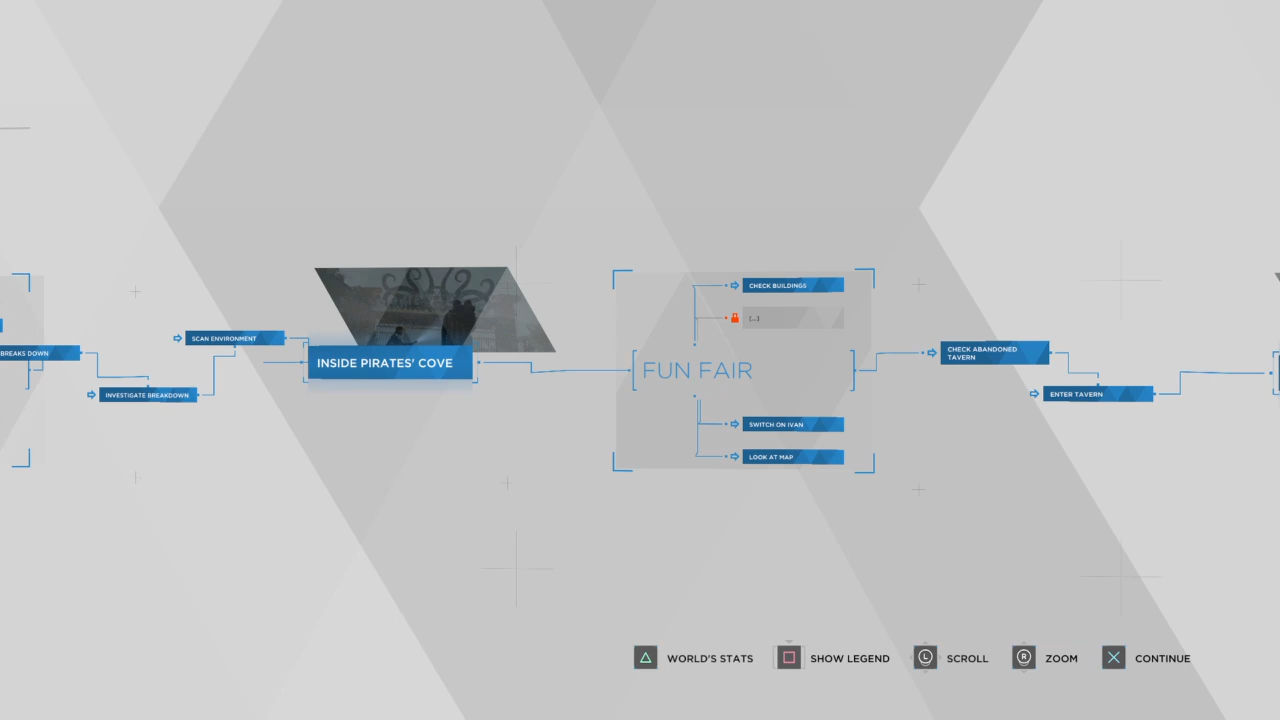 BREAKS DOWN
INVESTIGATE BREAKDOWN
SCAN ENVIRONMENT
INSIDE PIRATES' COVE
CHECK BUILDINGS
[...]
FUN FAIR
SWITCH ON IVAN
LOOK AT MAP
CHECK ABANDONED
TAVERN
ENTER TAVERN
WORLD'S STATS
SHOW LEGEND
L
SCROLL
R
ZOOM
CONTINUE